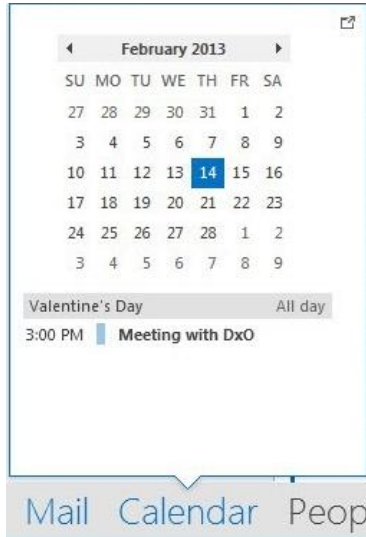 February 2013
SU MO TU WE TH FR SA
27 28 29 30 31 1 2
3 4 5 6 7 8 9
10 11 12 13 14 15 16
17 18 19 20 21 22 23
24 25 26 27 28 1 2
3 4 5 6 7 8 9
Valentine's Day All day
3:00 PM Meeting with DxO
Mail Calendar Peop